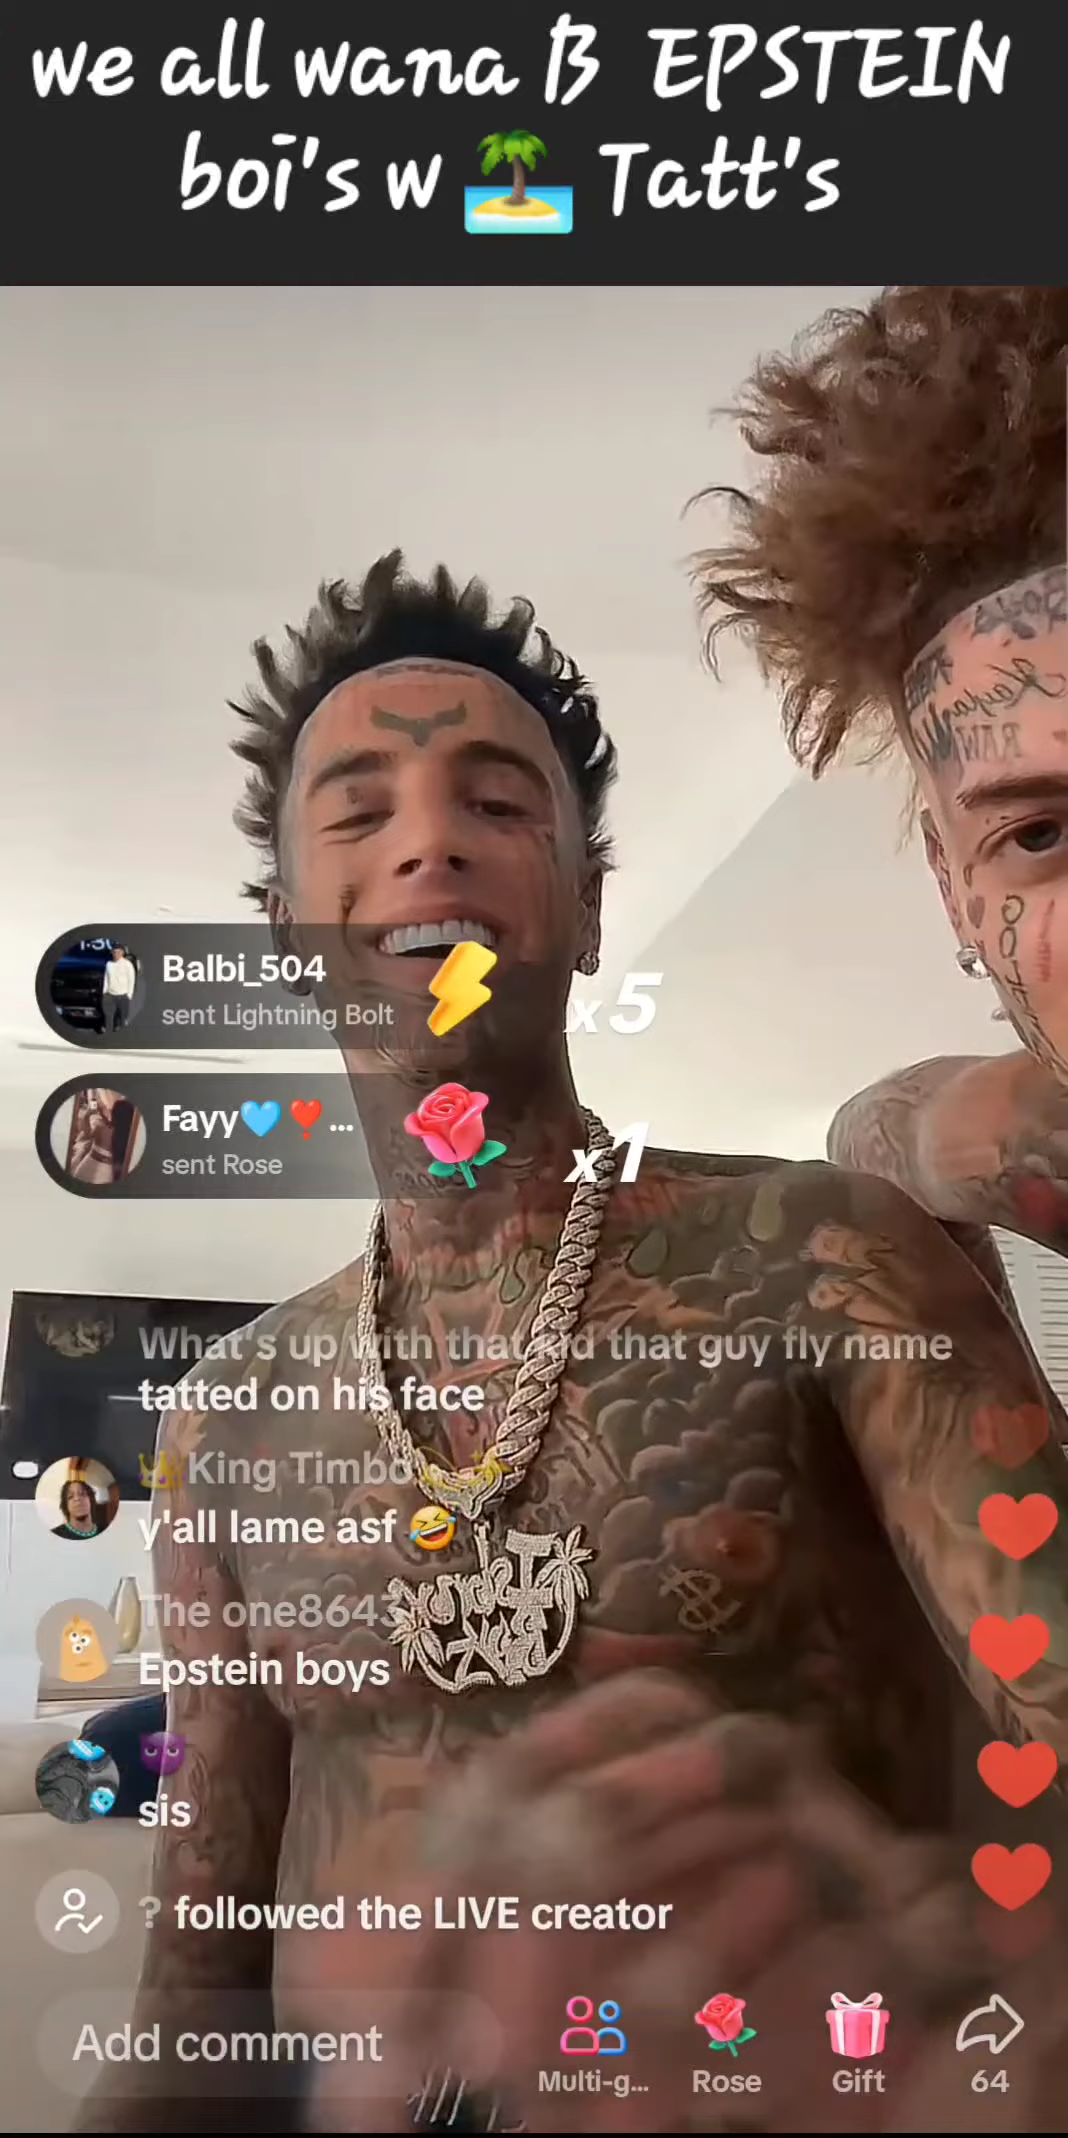 we all wana B EPSTEIN
boi's w 🏝️ Tatt's
RAW
Balbi_504
sent Lightning Bolt
x5
Fayy🩵❣️...
sent Rose
x1
What's up with that kid that guy fly name
tatted on his face
👑King Timbo💫
y'all lame asf 🤣
The one8643
Epstein boys
😈
sis
? followed the LIVE creator
Add comment
Multi-g...
Rose
Gift
64